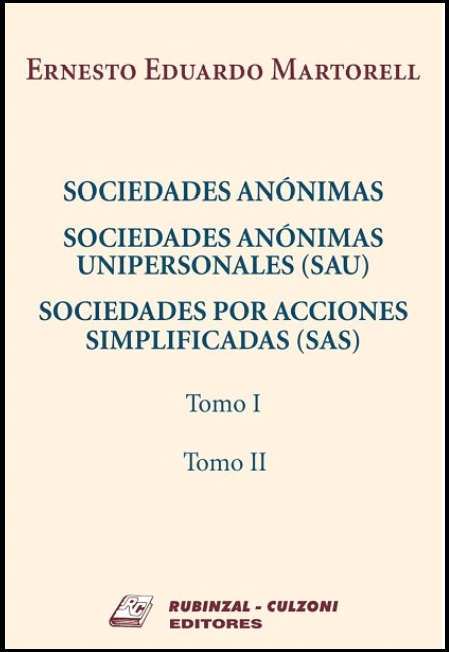 ERNESTO EDUARDO MARTORELL
SOCIEDADES ANÓNIMAS
SOCIEDADES ANÓNIMAS
UNIPERSONALES (SAU)
SOCIEDADES POR ACCIONES
SIMPLIFICADAS (SAS)
Tomo I
Tomo II
RC
RUBINZAL - CULZONI
EDITORES